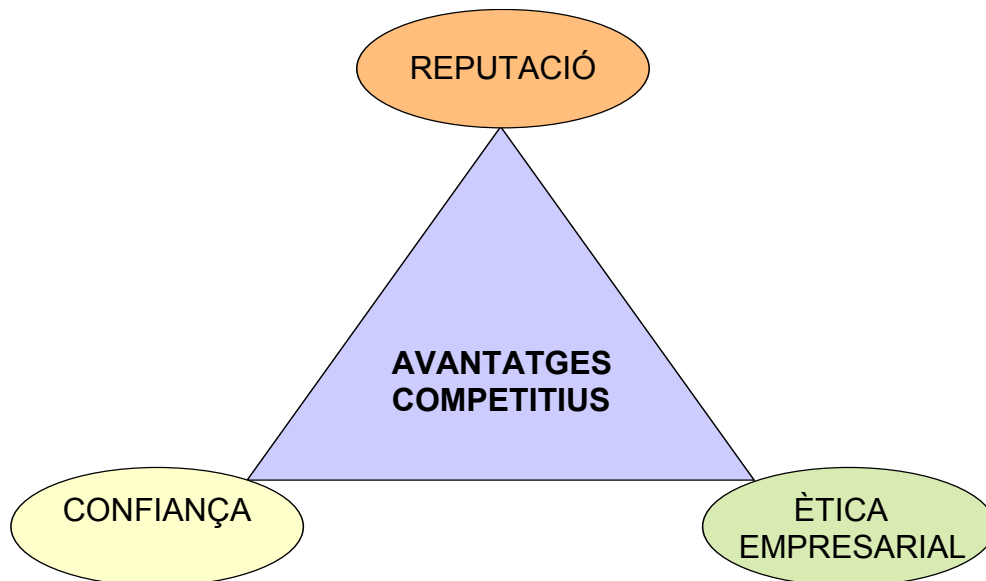 REPUTACIÓ
AVANTATGES
COMPETITIUS
CONFIANÇA
ÈTICA
EMPRESARIAL